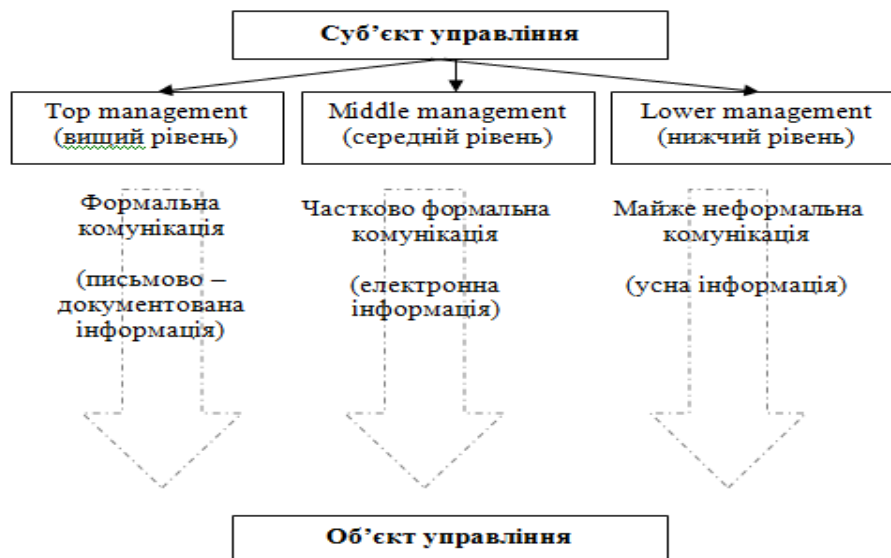 Суб’єкт управління
Top management
(вищий рівень)
Middle management
(середній рівень)
Lower management
(нижчий рівень)
Формальна
комунікація
(письмово –
документована
інформація)
Частково формальна
комунікація
(електронна
інформація)
Майже неформальна
комунікація
(усна інформація)
Об’єкт управління